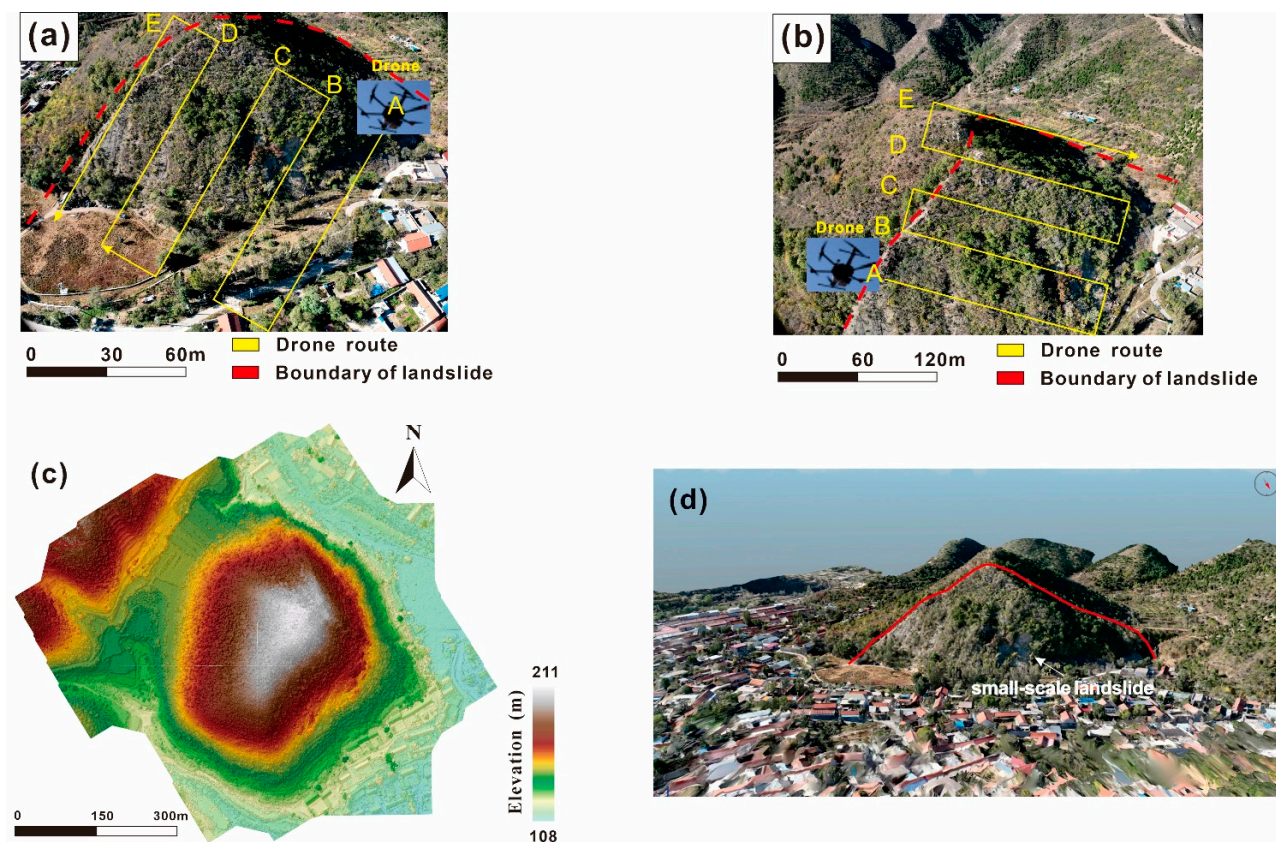 (a)
E
D
C
B
Drone
A
0 30 60m
Drone route
Boundary of landslide
(b)
E
D
C
B
Drone
A
0 60 120m
Drone route
Boundary of landslide
(c)
N
211
Elevation (m)
108
0 150 300m
(d)
small-scale landslide